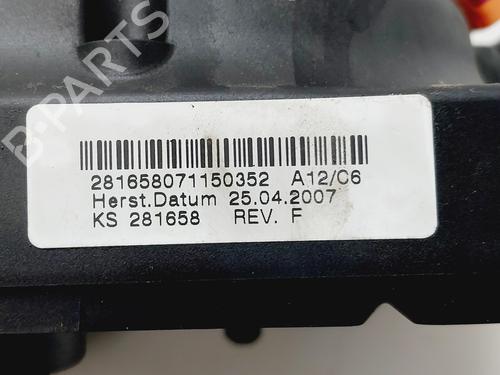 B-PARTS
281658071150352 A12/C6
Herst.Datum 25.04.2007
KS 281658 REV. F